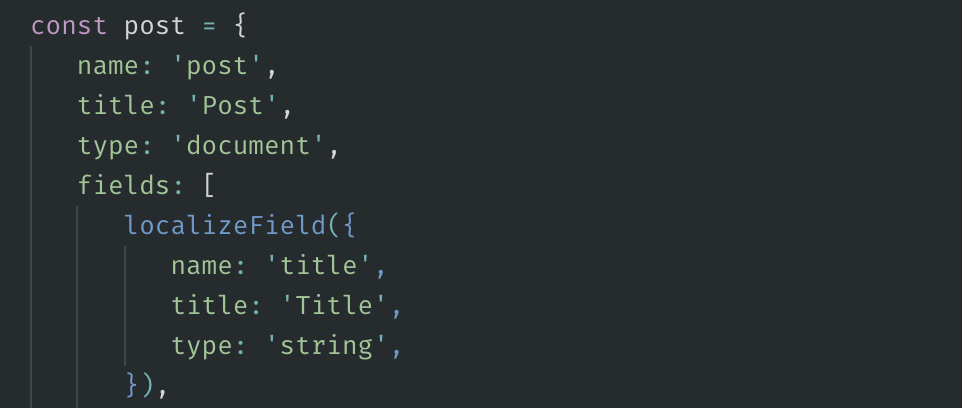 const post = {
   name: 'post',
   title: 'Post',
   type: 'document',
   fields: [
      localizeField({
         name: 'title',
         title: 'Title',
         type: 'string',
      }),